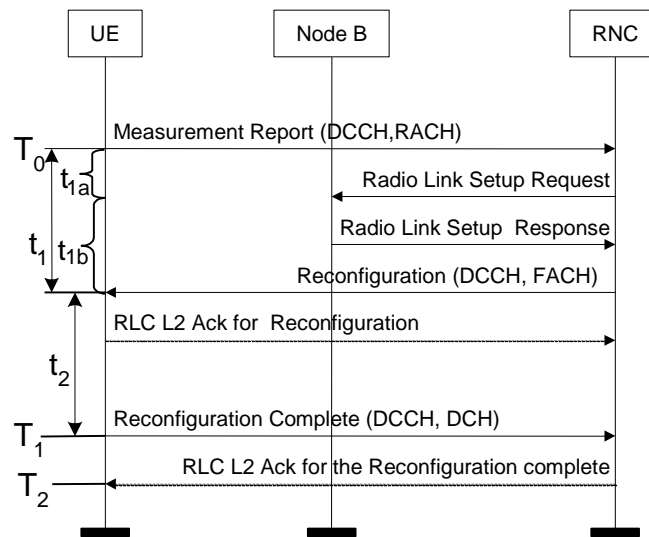 UE
Node B
RNC
Measurement Report (DCCH,RACH)
T0
t1a
Radio Link Setup Request
t1
t1b
Radio Link Setup Response
Reconfiguration (DCCH, FACH)
RLC L2 Ack for Reconfiguration
t2
Reconfiguration Complete (DCCH, DCH)
T1
RLC L2 Ack for the Reconfiguration complete
T2